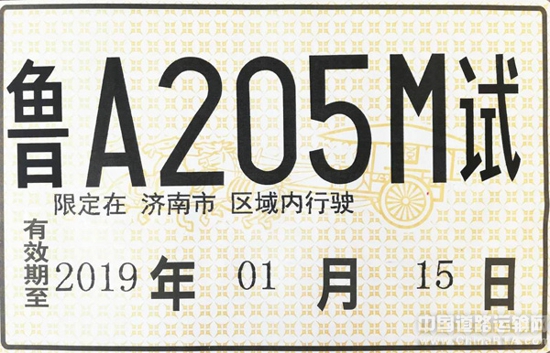 鲁A205M试
限定在 济南市 区域内行驶
有效期至 2019 年 01 月 15 日
中国道路运输网